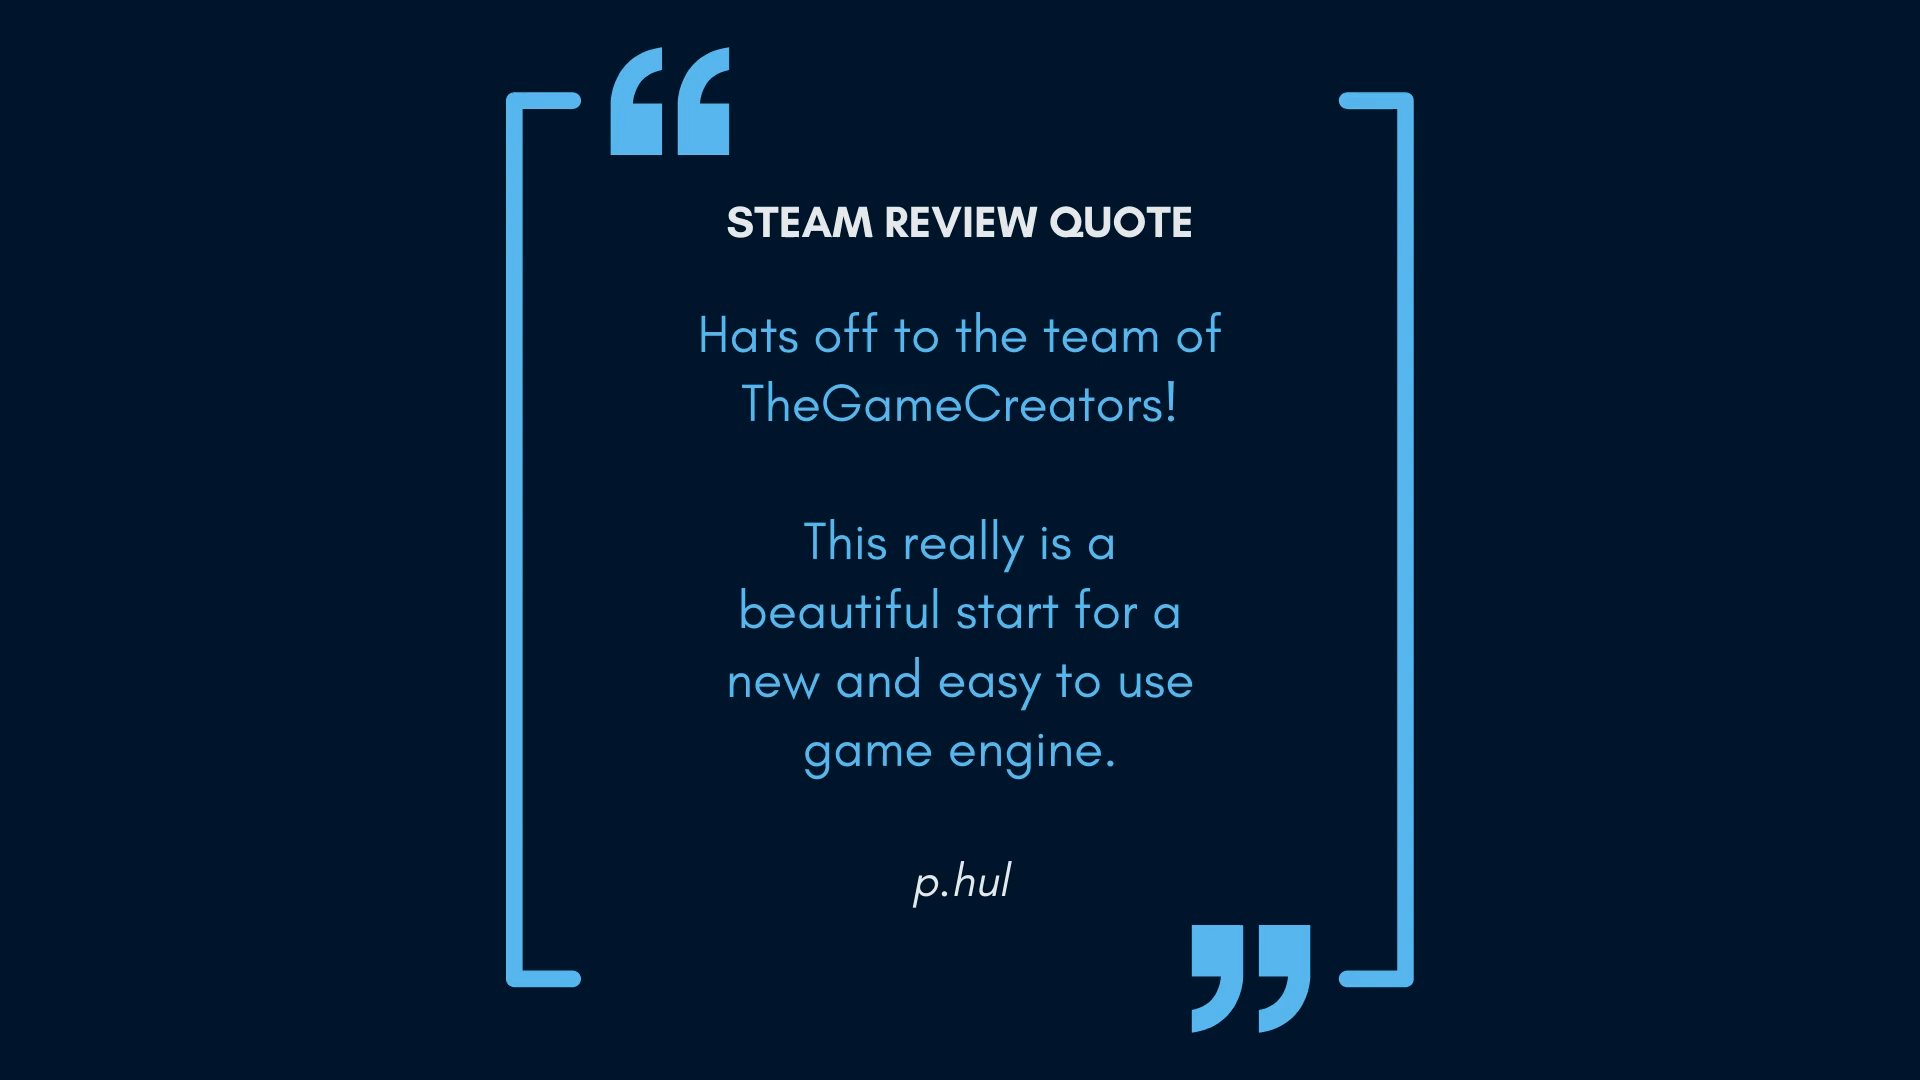 STEAM REVIEW QUOTE
Hats off to the team of
TheGameCreators!
This really is a
beautiful start for a
new and easy to use
game engine.
p.hul